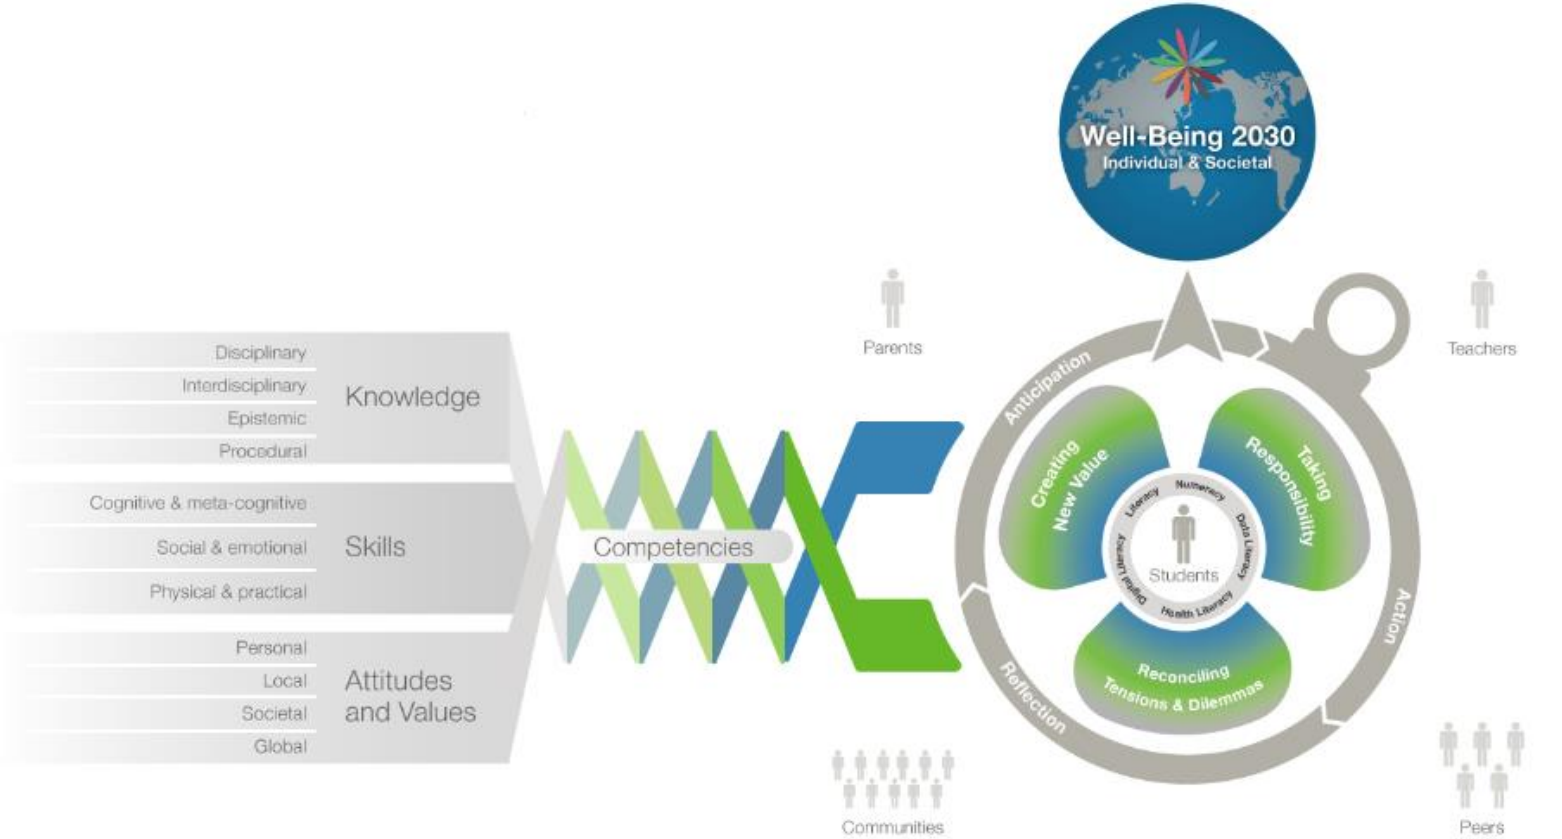 Well-Being 2030
Individual & Societal
Parents
Teachers
Disciplinary
Interdisciplinary
Epistemic
Procedural
Knowledge
Cognitive & meta-cognitive
Social & emotional
Physical & practical
Skills
Personal
Local
Societal
Global
Attitudes
and Values
Competencies
Anticipation
Action
Reflection
Creating
New Value
Taking
Responsibility
Reconciling
Tensions & Dilemmas
Literacy
Numeracy
Data Literacy
Health Literacy
Digital Literacy
Students
Communities
Peers